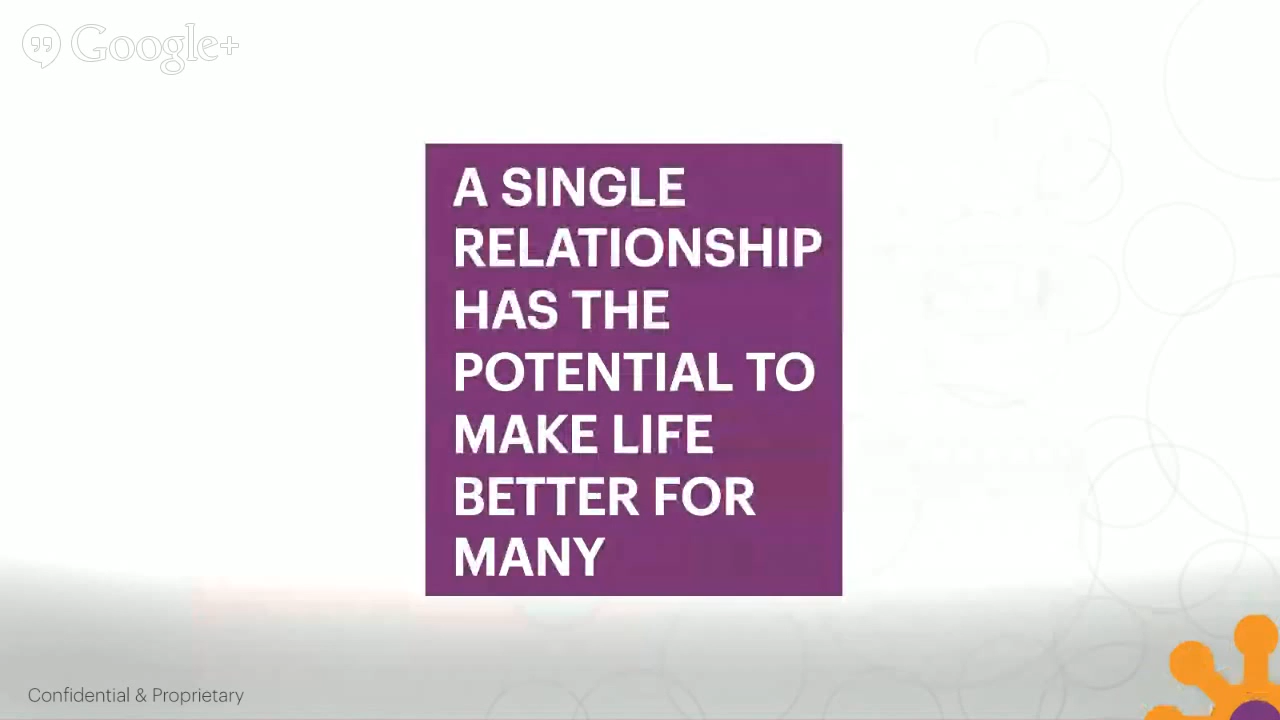 Google+
A SINGLE
RELATIONSHIP
HAS THE
POTENTIAL TO
MAKE LIFE
BETTER FOR
MANY
Confidential & Proprietary